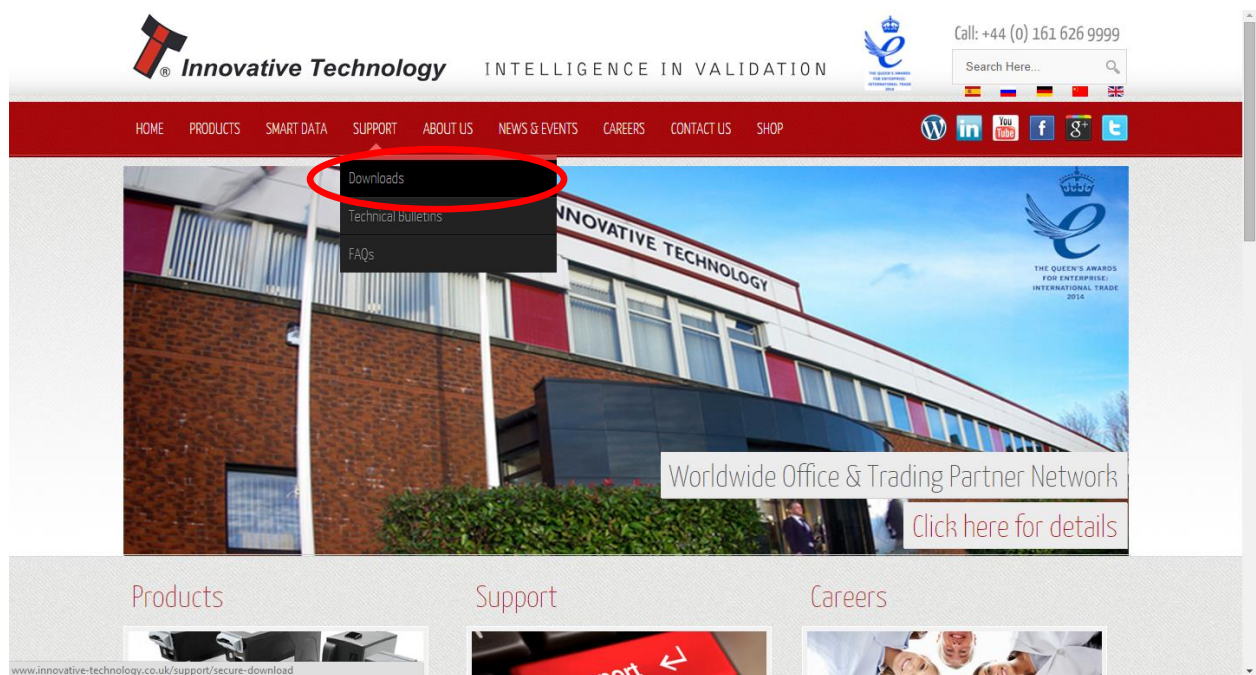 Innovative Technology
INTELLIGENCE IN VALIDATION
THE QUEEN'S AWARDS
FOR ENTERPRISE:
INTERNATIONAL TRADE
2014
Call: +44 (0) 161 626 9999
Search Here...
HOME PRODUCTS SMART DATA SUPPORT ABOUT US NEWS & EVENTS CAREERS CONTACT US SHOP
You
Tube
Downloads
Technical Bulletins
FAQs
INNOVATIVE TECHNOLOGY
THE QUEEN'S AWARDS
FOR ENTERPRISE:
INTERNATIONAL TRADE
2014
Worldwide Office & Trading Partner Network
Click here for details
Products Support Careers
www.innovative-technology.co.uk/support/secure-download